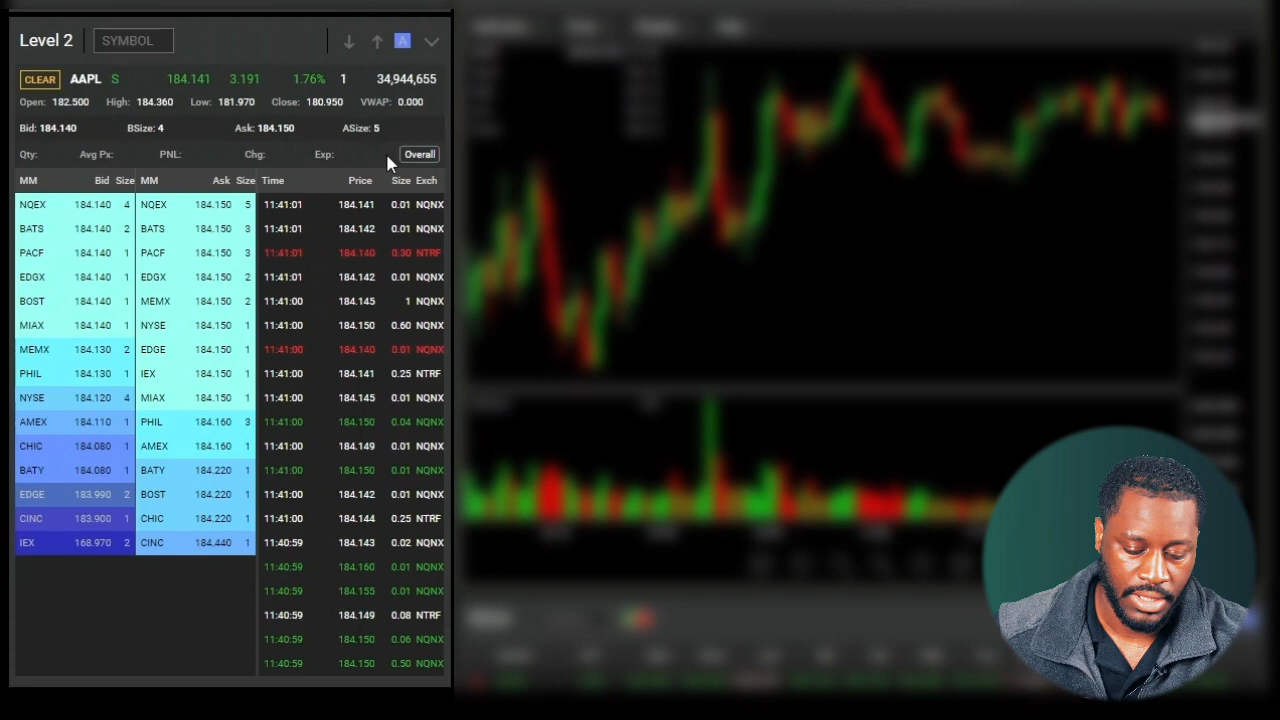 Level 2 SYMBOL A
CLEAR AAPL S 184.141 3.191 1.76% 1 34,944,655
Open: 182.500 High: 184.360 Low: 181.970 Close: 180.950 VWAP: 0.000
Bid: 184.140 BSize: 4 Ask: 184.150 ASize: 5
Qty: Avg Px: PNL: Chg: Exp: Overall
MM Bid Size MM Ask Size Time Price Size Exch
NQEX 184.140 4 NQEX 184.150 5 11:41:01 184.141 0.01 NQNX
BATS 184.140 2 BATS 184.150 3 11:41:01 184.142 0.01 NQNX
PACF 184.140 1 PACF 184.150 3 11:41:01 184.140 0.30 NTRF
EDGX 184.140 1 EDGX 184.150 2 11:41:01 184.142 0.01 NQNX
BOST 184.140 1 MEMX 184.150 2 11:41:00 184.145 1 NQNX
MIAX 184.140 1 NYSE 184.150 1 11:41:00 184.150 0.60 NQNX
MEMX 184.130 2 EDGE 184.150 1 11:41:00 184.140 0.01 NQNX
PHIL 184.130 1 IEX 184.150 1 11:41:00 184.141 0.25 NTRF
NYSE 184.120 4 MIAX 184.150 1 11:41:00 184.145 0.01 NQNX
AMEX 184.110 1 PHIL 184.160 3 11:41:00 184.150 0.04 NQNX
CHIC 184.080 1 AMEX 184.160 1 11:41:00 184.149 0.01 NQNX
BATY 184.080 1 BATY 184.220 1 11:41:00 184.150 0.01 NQNX
EDGE 183.990 2 BOST 184.220 1 11:41:00 184.142 0.01 NQNX
CINC 183.900 1 CHIC 184.220 1 11:41:00 184.144 0.25 NTRF
IEX 168.970 2 CINC 184.440 1 11:40:59 184.143 0.02 NQNX
11:40:59 184.160 0.01 NQNX
11:40:59 184.155 0.01 NQNX
11:40:59 184.149 0.08 NTRF
11:40:59 184.150 0.06 NQNX
11:40:59 184.150 0.50 NQNX